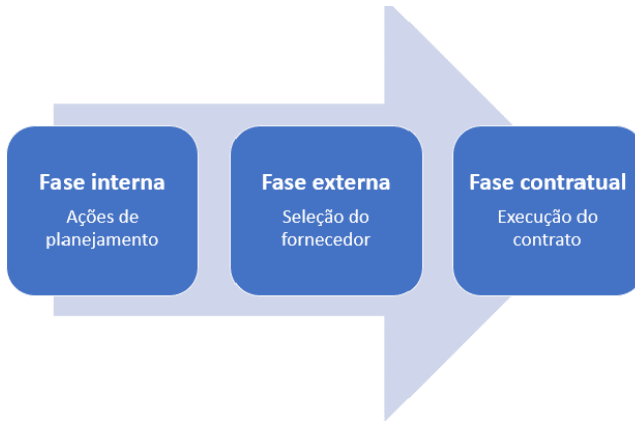 Fase interna
Ações de
planejamento
Fase externa
Seleção do
fornecedor
Fase contratual
Execução do
contrato